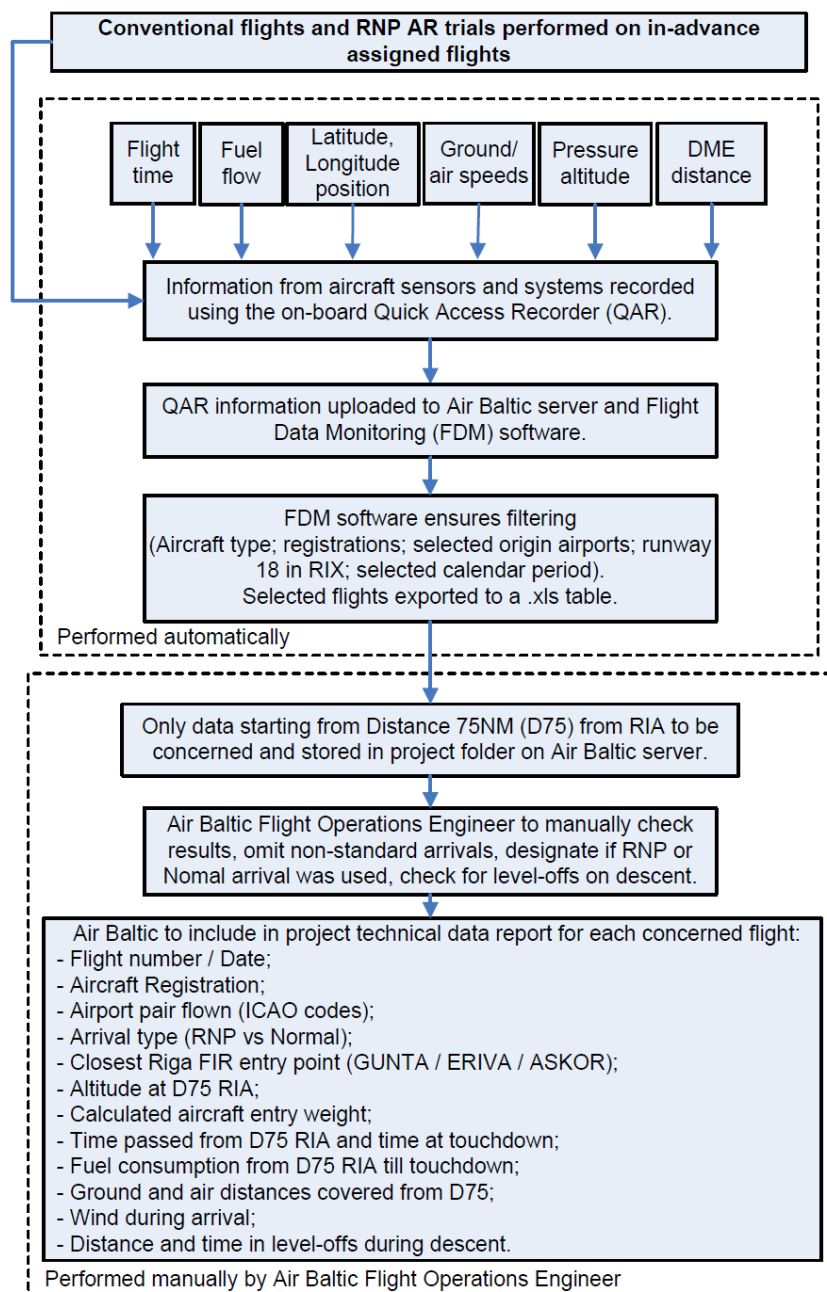 Conventional flights and RNP AR trials performed on in-advance
assigned flights
Flight
time
Fuel
flow
Latitude,
Longitude
position
Ground/
air speeds
Pressure
altitude
DME
distance
Information from aircraft sensors and systems recorded
using the on-board Quick Access Recorder (QAR).
QAR information uploaded to Air Baltic server and Flight
Data Monitoring (FDM) software.
FDM software ensures filtering
(Aircraft type; registrations; selected origin airports; runway
18 in RIX; selected calendar period).
Selected flights exported to a .xls table.
Performed automatically
Only data starting from Distance 75NM (D75) from RIA to be
concerned and stored in project folder on Air Baltic server.
Air Baltic Flight Operations Engineer to manually check
results, omit non-standard arrivals, designate if RNP or
Nomal arrival was used, check for level-offs on descent.
Air Baltic to include in project technical data report for each concerned flight:
- Flight number / Date;
- Aircraft Registration;
- Airport pair flown (ICAO codes);
- Arrival type (RNP vs Normal);
- Closest Riga FIR entry point (GUNTA / ERIVA / ASKOR);
- Altitude at D75 RIA;
- Calculated aircraft entry weight;
- Time passed from D75 RIA and time at touchdown;
- Fuel consumption from D75 RIA till touchdown;
- Ground and air distances covered from D75;
- Wind during arrival;
- Distance and time in level-offs during descent.
Performed manually by Air Baltic Flight Operations Engineer